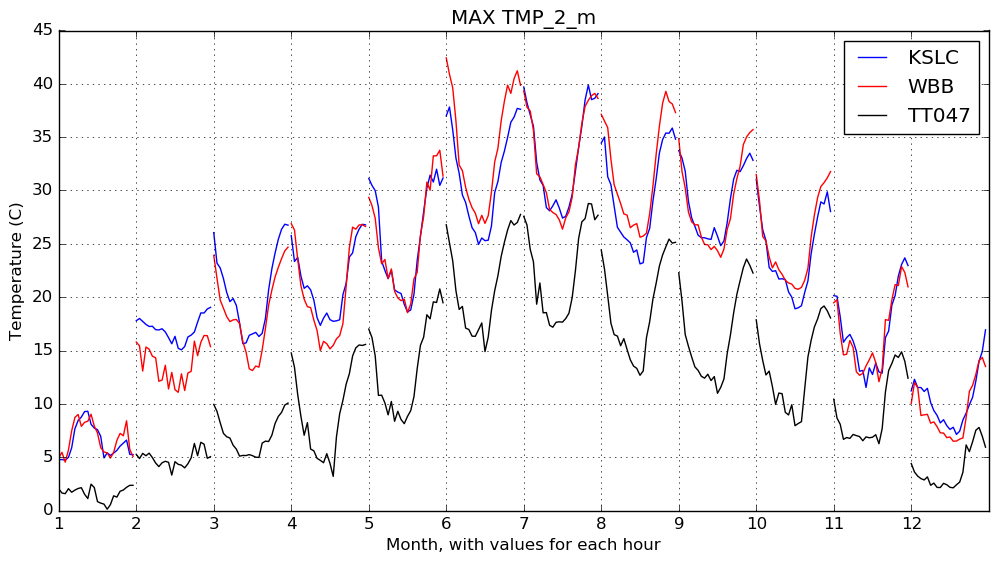 MAX TMP_2_m
45
40
35
30
25
20
15
10
5
0
Temperature (C)
KSLC
WBB
TT047
1 2 3 4 5 6 7 8 9 10 11 12
Month, with values for each hour